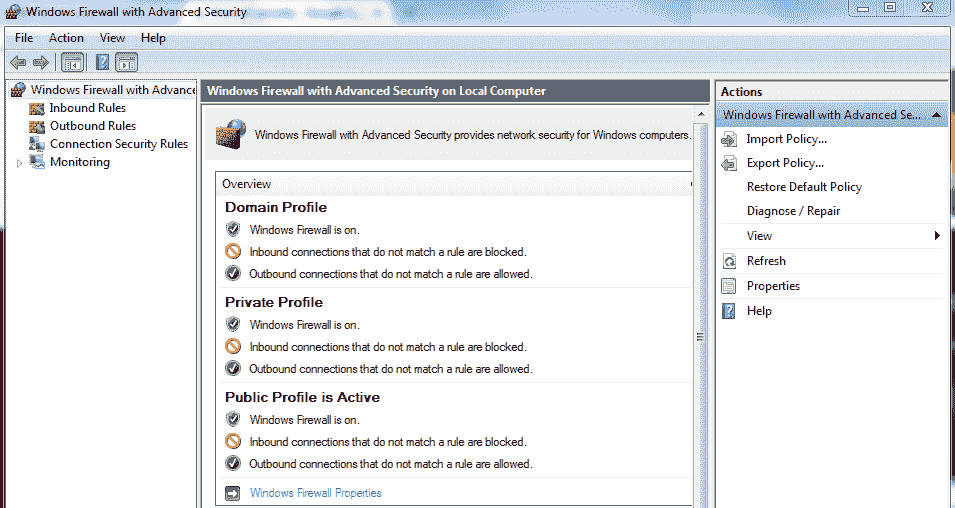 Windows Firewall with Advanced Security
File Action View Help
Windows Firewall with Advance
Inbound Rules
Outbound Rules
Connection Security Rules
Monitoring
Windows Firewall with Advanced Security on Local Computer
Windows Firewall with Advanced Security provides network security for Windows computers.
Overview
Domain Profile
Windows Firewall is on.
Inbound connections that do not match a rule are blocked.
Outbound connections that do not match a rule are allowed.
Private Profile
Windows Firewall is on.
Inbound connections that do not match a rule are blocked.
Outbound connections that do not match a rule are allowed.
Public Profile is Active
Windows Firewall is on.
Inbound connections that do not match a rule are blocked.
Outbound connections that do not match a rule are allowed.
Windows Firewall Properties
Actions
Windows Firewall with Advanced Se...
Import Policy...
Export Policy...
Restore Default Policy
Diagnose / Repair
View
Refresh
Properties
Help